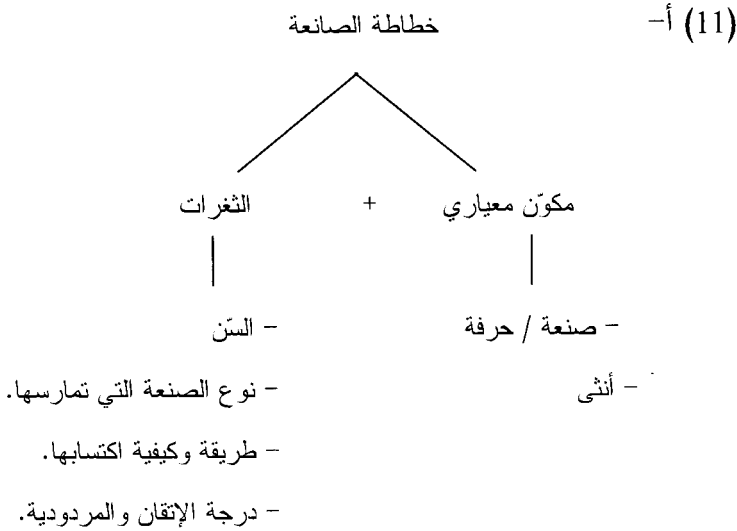 (11) أ-
خطاطة الصانعة
مكوّن معياري + الثغرات
- صنعة / حرفة
- أنثى
- السّن
- نوع الصنعة التي تمارسها.
- طريقة وكيفية اكتسابها.
- درجة الإتقان والمردودية.